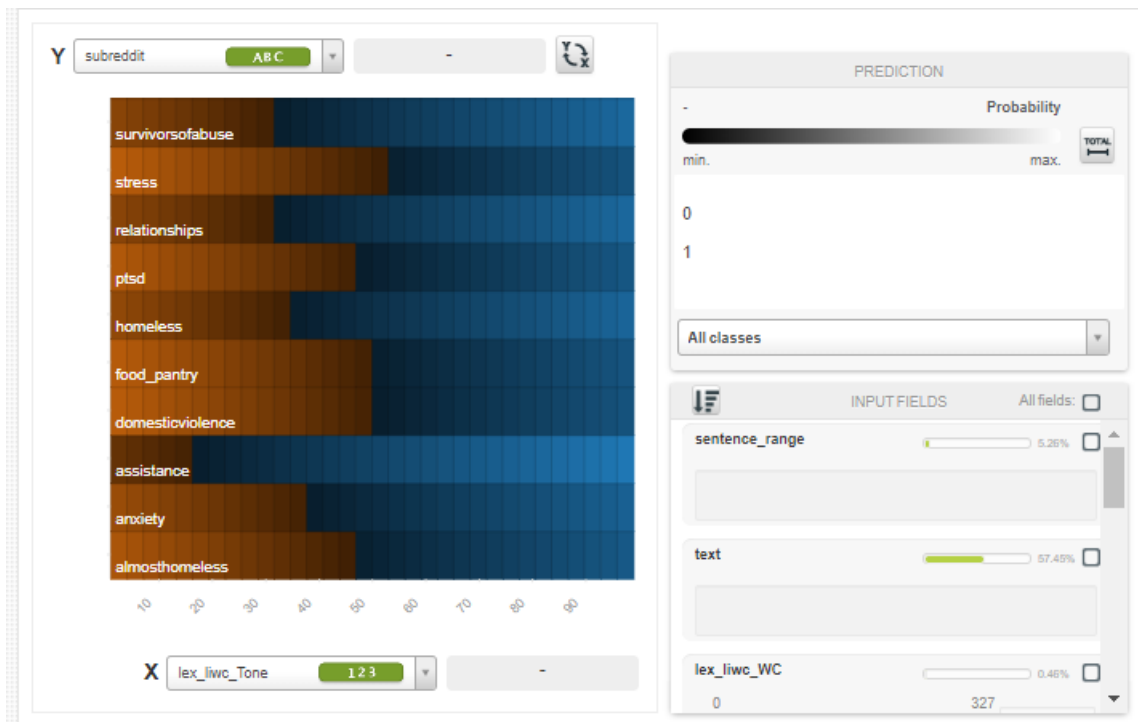 Y subreddit ABC -
survivorsofabuse
stress
relationships
ptsd
homeless
food_pantry
domesticviolence
assistance
anxiety
almosthomeless
10 20 30 40 50 60 70 80 90
X lex_liwc_Tone 123 -
PREDICTION
- Probability
TOTAL
min. max.
0
1
All classes
INPUT FIELDS All fields:
sentence_range 5.26%
text 57.45%
lex_liwc_WC 0.46%
0 327